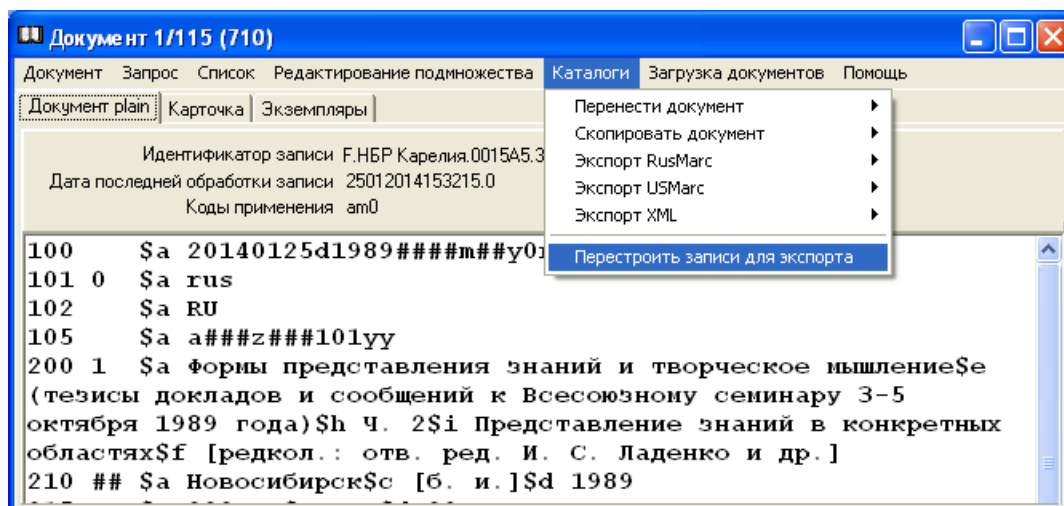 Документ 1/115 (710)
Документ Запрос Список Редактирование подмножества Каталоги Загрузка документов Помощь
Документ plain Карточка Экземпляры
Перенести документ
Скопировать документ
Экспорт RusMarc
Экспорт USMarc
Экспорт XML
Перестроить записи для экспорта
Идентификатор записи F.НБР Карелия.0015A5.3
Дата последней обработки записи 25012014153215.0
Коды применения am0
100 $a 20140125d1989####m##y0
101 0 $a rus
102 $a RU
105 $a a###z###101yy
200 1 $a Формы представления знаний и творческое мышление$e
(тезисы докладов и сообщений к Всесоюзному семинару 3-5
октября 1989 года)$h Ч. 2$i Представление знаний в конкретных
областях$f [редкол.: отв. ред. И. С. Ладенко и др.]
210 ## $a Новосибирск$c [б. и.]$d 1989